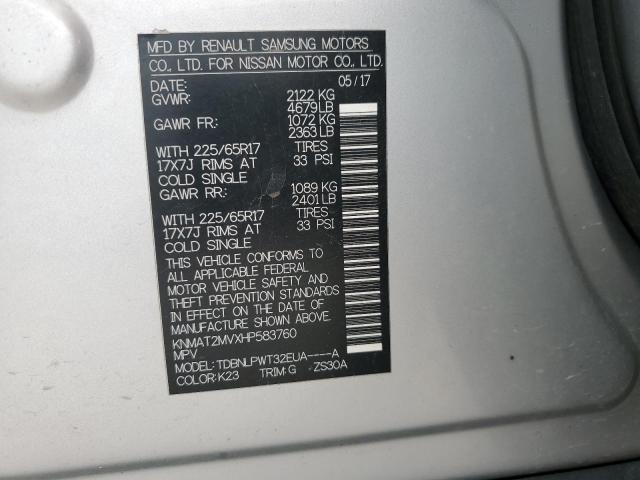 MFD BY RENAULT SAMSUNG MOTORS
CO., LTD. FOR NISSAN MOTOR CO., LTD.
DATE: 05/17
GVWR: 2122 KG
4679 LB
GAWR FR: 1072 KG
2363 LB
WITH 225/65R17 TIRES
17X7J RIMS AT 33 PSI
COLD SINGLE
GAWR RR: 1089 KG
2401 LB
WITH 225/65R17 TIRES
17X7J RIMS AT 33 PSI
COLD SINGLE
THIS VEHICLE CONFORMS TO
ALL APPLICABLE FEDERAL
MOTOR VEHICLE SAFETY AND
THEFT PREVENTION STANDARDS
IN EFFECT ON THE DATE OF
MANUFACTURE SHOWN ABOVE.
KNMAT2MVXHP583760
MPV
MODEL: TDBNLPWT32EUA----A
COLOR:K23 TRIM:G ZS30A